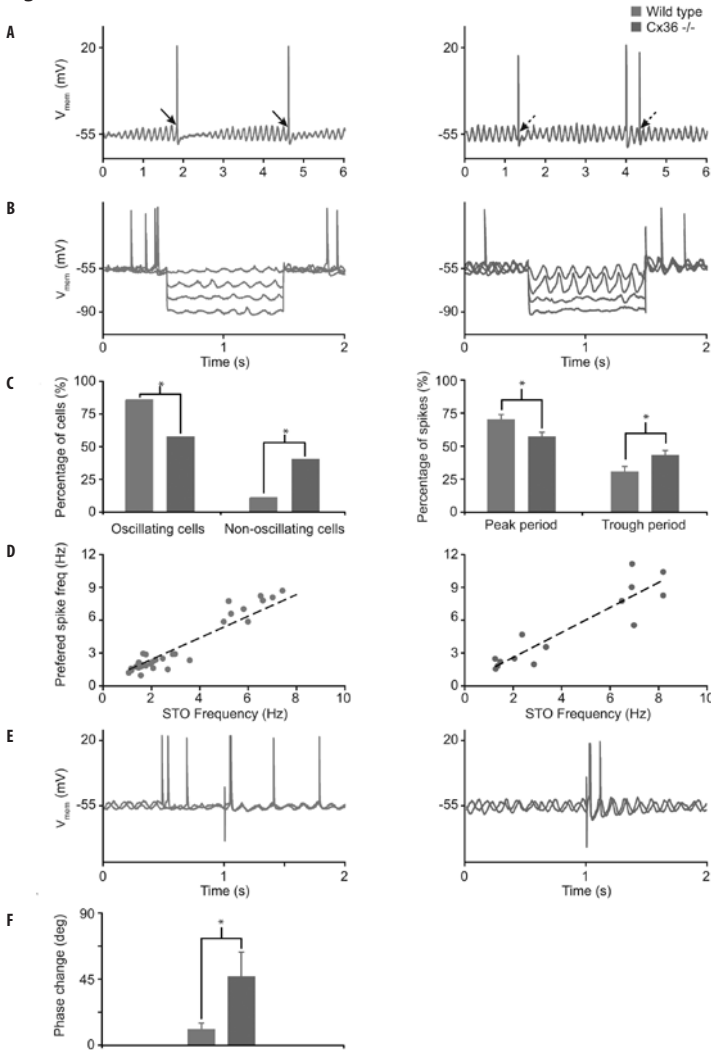 Wild type
Cx36 -/-
A
V mem (mV)
20
-55
0 1 2 3 4 5 6
0 1 2 3 4 5 6
B
V mem (mV)
-55
-90
0 1 2
Time (s)
-55
-90
0 1 2
Time (s)
C
Percentage of cells (%)
100
75
50
25
0
*
*
Oscillating cells Non-oscillating cells
Percentage of spikes (%)
100
75
50
25
0
*
*
Peak period Trough period
D
Prefered spike freq (Hz)
12
9
6
3
0
0 2 4 6 8 10
STO Frequency (Hz)
12
9
6
3
0
0 2 4 6 8 10
STO Frequency (Hz)
E
V mem (mV)
20
-55
0 1 2
Time (s)
20
-55
0 1 2
Time (s)
F
Phase change (deg)
90
45
0
*